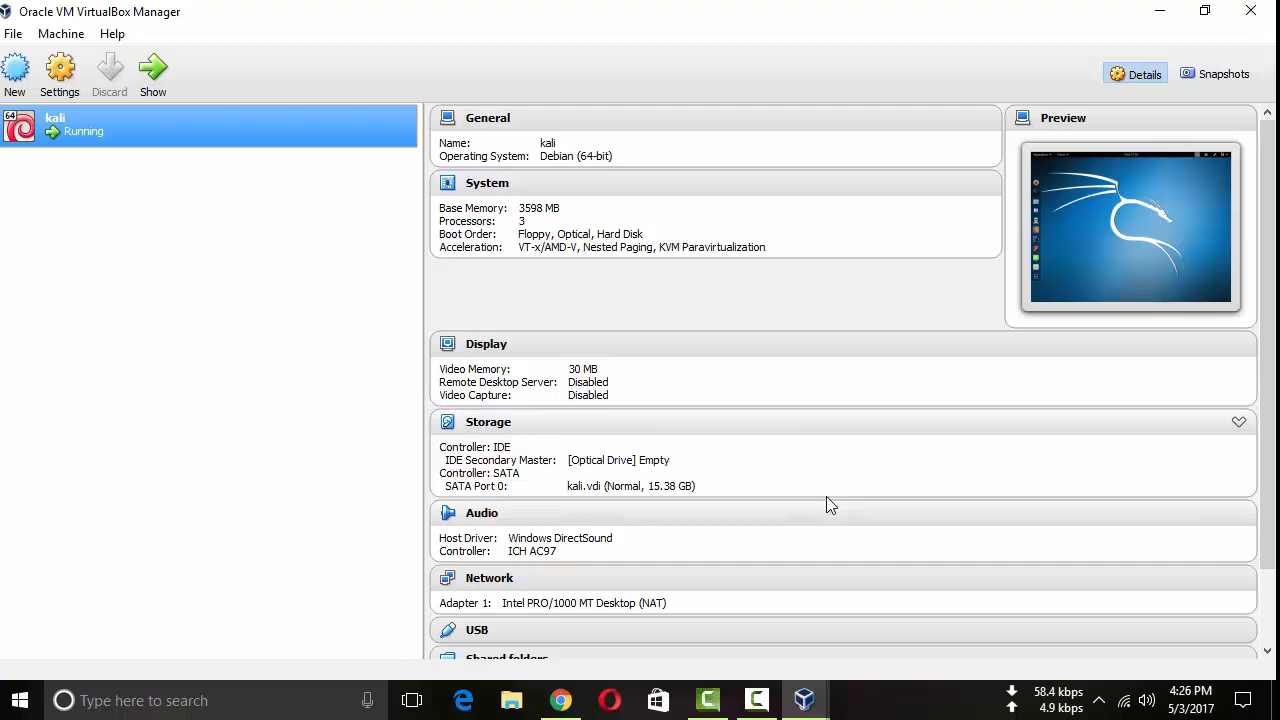 Oracle VM VirtualBox Manager
File Machine Help
New Settings Discard Show
Details Snapshots
64 kali
Running
General
Name: kali
Operating System: Debian (64-bit)
System
Base Memory: 3598 MB
Processors: 3
Boot Order: Floppy, Optical, Hard Disk
Acceleration: VT-x/AMD-V, Nested Paging, KVM Paravirtualization
Preview
Display
Video Memory: 30 MB
Remote Desktop Server: Disabled
Video Capture: Disabled
Storage
Controller: IDE
IDE Secondary Master: [Optical Drive] Empty
Controller: SATA
SATA Port 0: kali.vdi (Normal, 15.38 GB)
Audio
Host Driver: Windows DirectSound
Controller: ICH AC97
Network
Adapter 1: Intel PRO/1000 MT Desktop (NAT)
USB
Shared folders
Type here to search
58.4 kbps
4.9 kbps
4:26 PM
5/3/2017